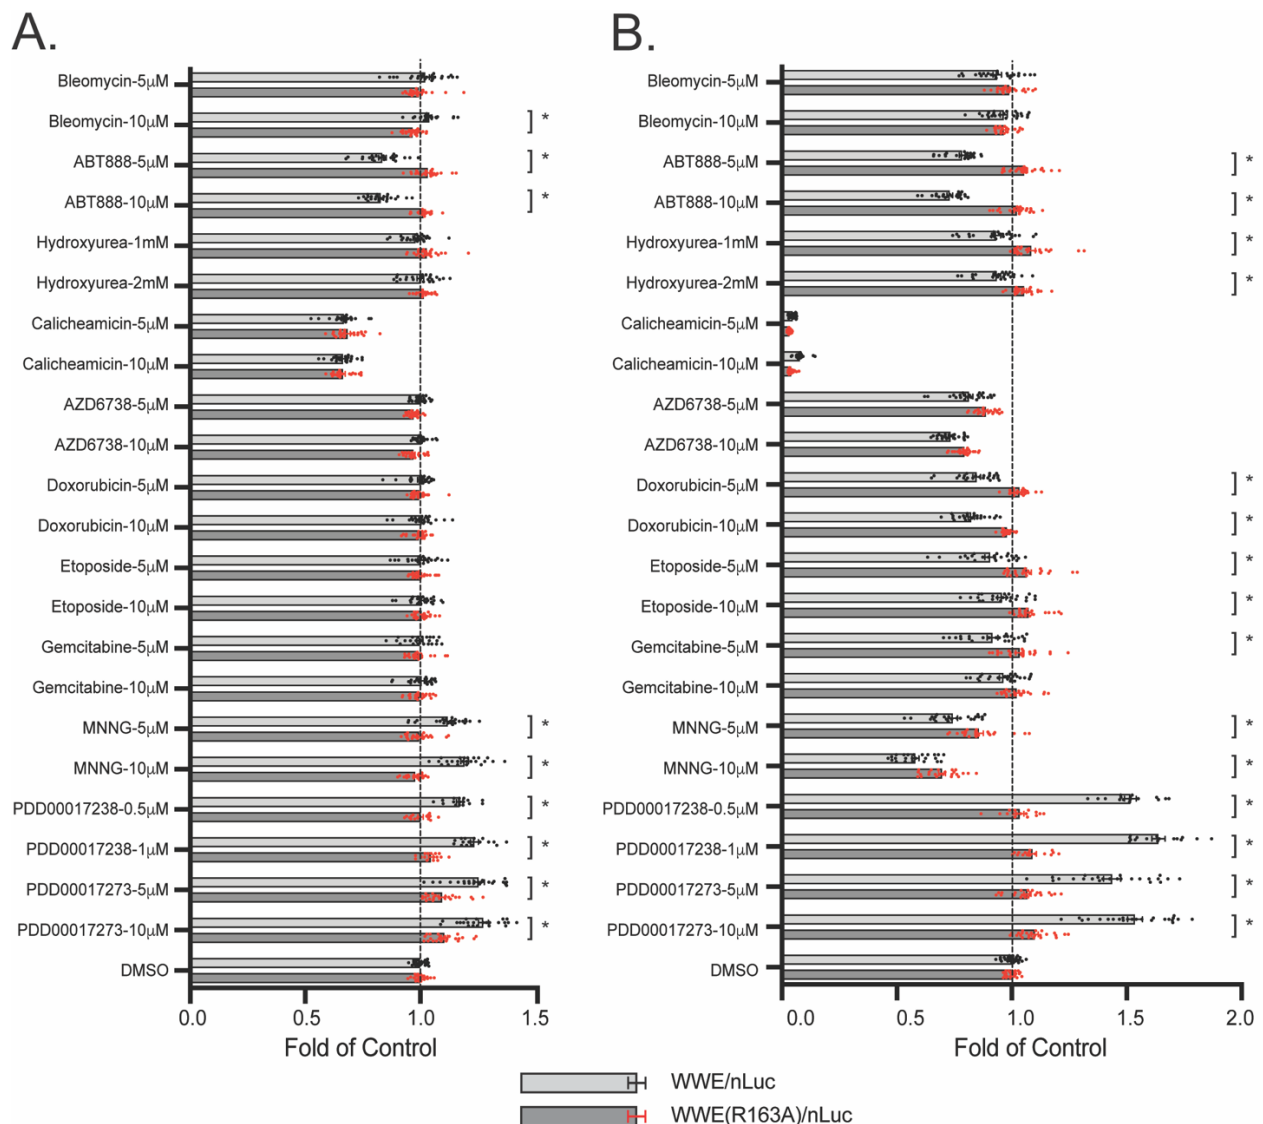 A.
Bleomycin-5μM
Bleomycin-10μM
] *
ABT888-5μM
] *
ABT888-10μM
] *
Hydroxyurea-1mM
Hydroxyurea-2mM
Calicheamicin-5μM
Calicheamicin-10μM
AZD6738-5μM
AZD6738-10μM
Doxorubicin-5μM
Doxorubicin-10μM
Etoposide-5μM
Etoposide-10μM
Gemcitabine-5μM
Gemcitabine-10μM
MNNG-5μM
] *
MNNG-10μM
] *
PDD00017238-0.5μM
] *
PDD00017238-1μM
] *
PDD00017273-5μM
] *
PDD00017273-10μM
] *
DMSO
0.0 0.5 1.0 1.5
Fold of Control
B.
Bleomycin-5μM
Bleomycin-10μM
ABT888-5μM
] *
ABT888-10μM
] *
Hydroxyurea-1mM
] *
Hydroxyurea-2mM
] *
Calicheamicin-5μM
Calicheamicin-10μM
AZD6738-5μM
AZD6738-10μM
Doxorubicin-5μM
] *
Doxorubicin-10μM
] *
Etoposide-5μM
] *
Etoposide-10μM
] *
Gemcitabine-5μM
] *
Gemcitabine-10μM
MNNG-5μM
] *
MNNG-10μM
] *
PDD00017238-0.5μM
] *
PDD00017238-1μM
] *
PDD00017273-5μM
] *
PDD00017273-10μM
] *
DMSO
0.0 0.5 1.0 1.5 2.0
Fold of Control
WWE/nLuc
WWE(R163A)/nLuc